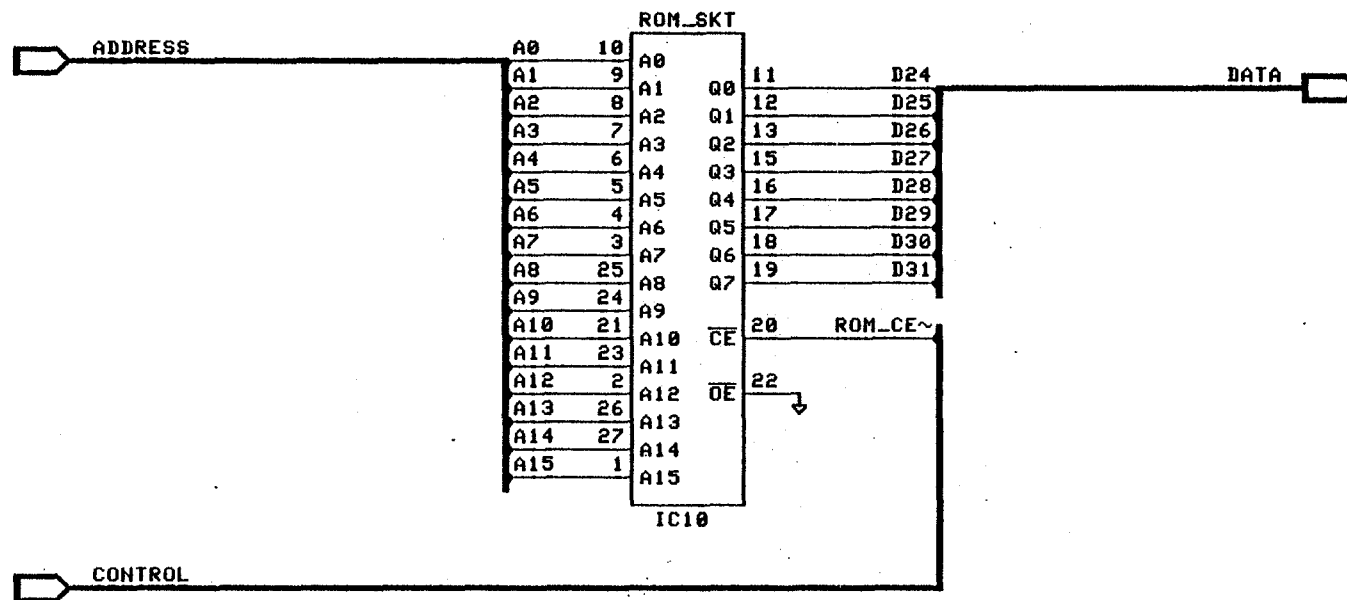 ROM_SKT
ADDRESS
DATA
A0 10 A0
A1 9 A1 Q0 11 D24
A2 8 A2 Q1 12 D25
A3 7 A3 Q2 13 D26
A4 6 A4 Q3 15 D27
A5 5 A5 Q4 16 D28
A6 4 A6 Q5 17 D29
A7 3 A7 Q6 18 D30
A8 25 A8 Q7 19 D31
A9 24 A9
A10 21 A10 CE 20 ROM_CE~
A11 23 A11
A12 2 A12 OE 22
A13 26 A13
A14 27 A14
A15 1 A15
IC10
CONTROL